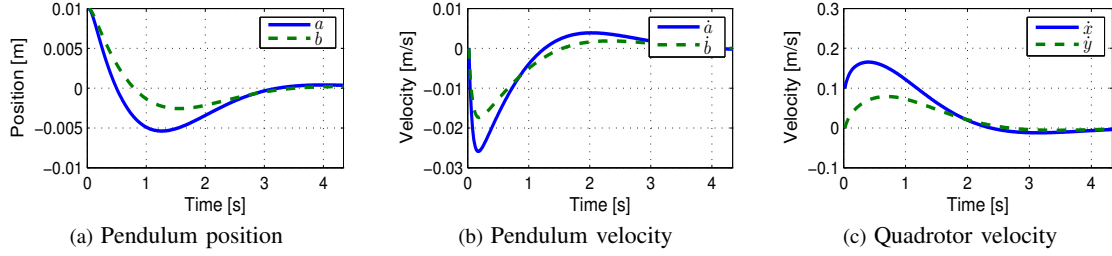 0.01
0.005
0
−0.005
−0.01
0 1 2 3 4
Position [m]
Time [s]
a
b
(a) Pendulum position
0.01
0
−0.01
−0.02
−0.03
0 1 2 3 4
Velocity [m/s]
Time [s]
ȧ
ḃ
(b) Pendulum velocity
0.3
0.2
0.1
0
−0.1
0 1 2 3 4
Velocity [m/s]
Time [s]
ẋ
ẏ
(c) Quadrotor velocity